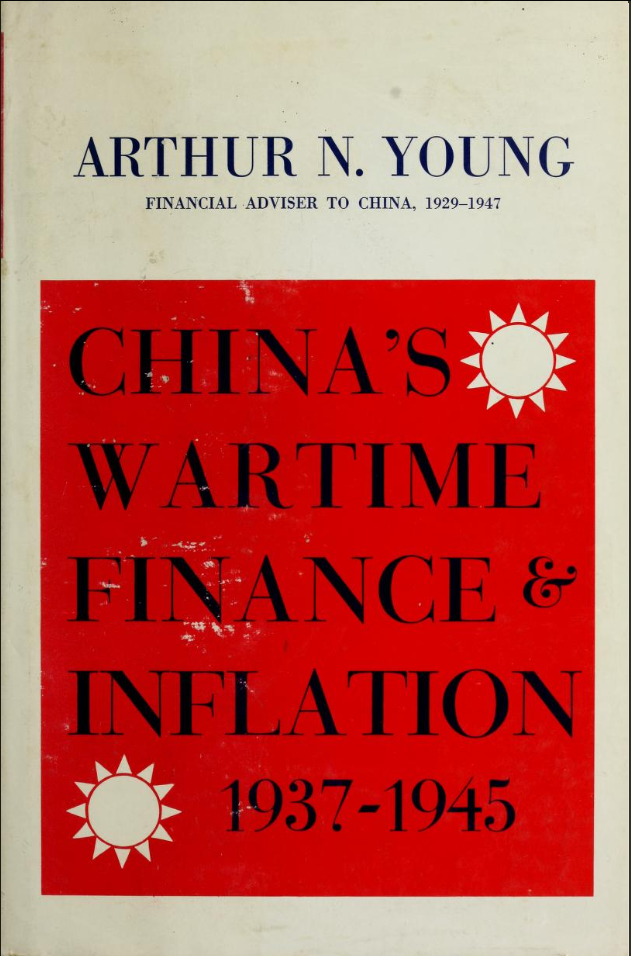 ARTHUR N. YOUNG
FINANCIAL ADVISER TO CHINA, 1929–1947
CHINA'S
WARTIME
FINANCE &
INFLATION
1937-1945